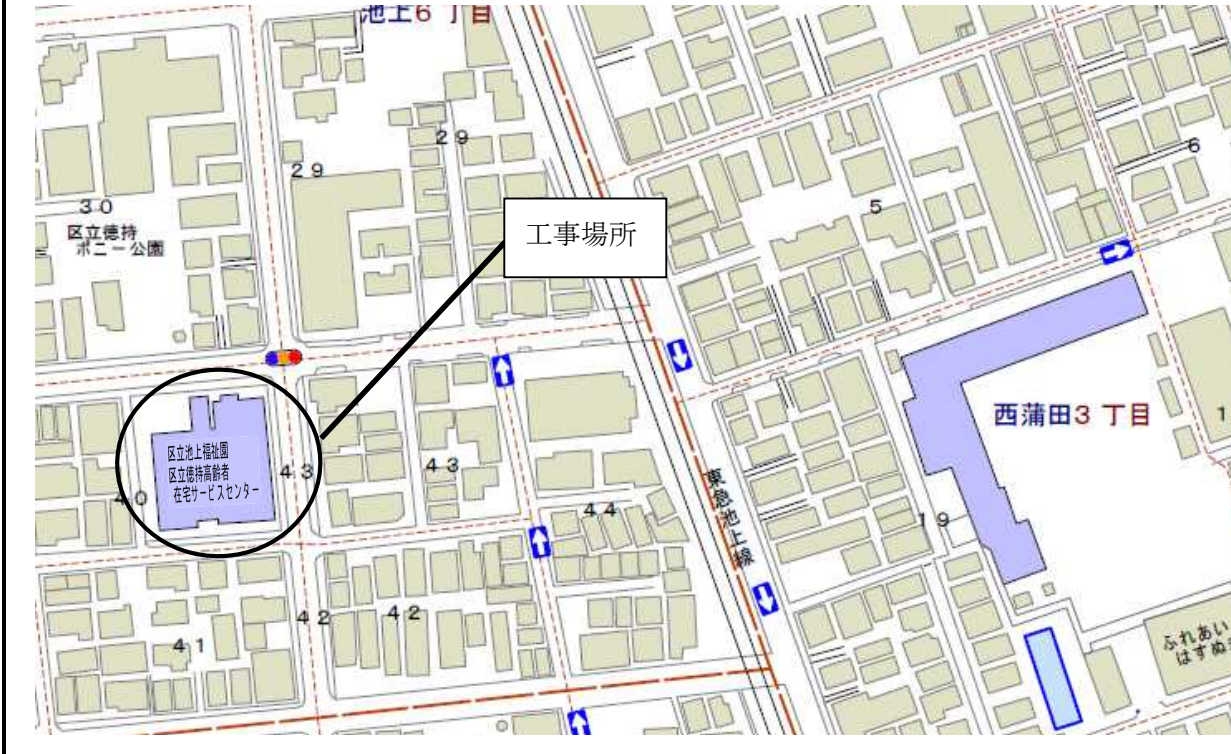 池上6 丁目
29
29
6
30
区立徳持
ポニー公園
5
工事場所
西蒲田3 丁目
1
区立池上福祉園
区立徳持高齢者
在宅サービスセンター
43
43
40
44
東急池上線
19
42
42
41
ふれあい
はすぬ